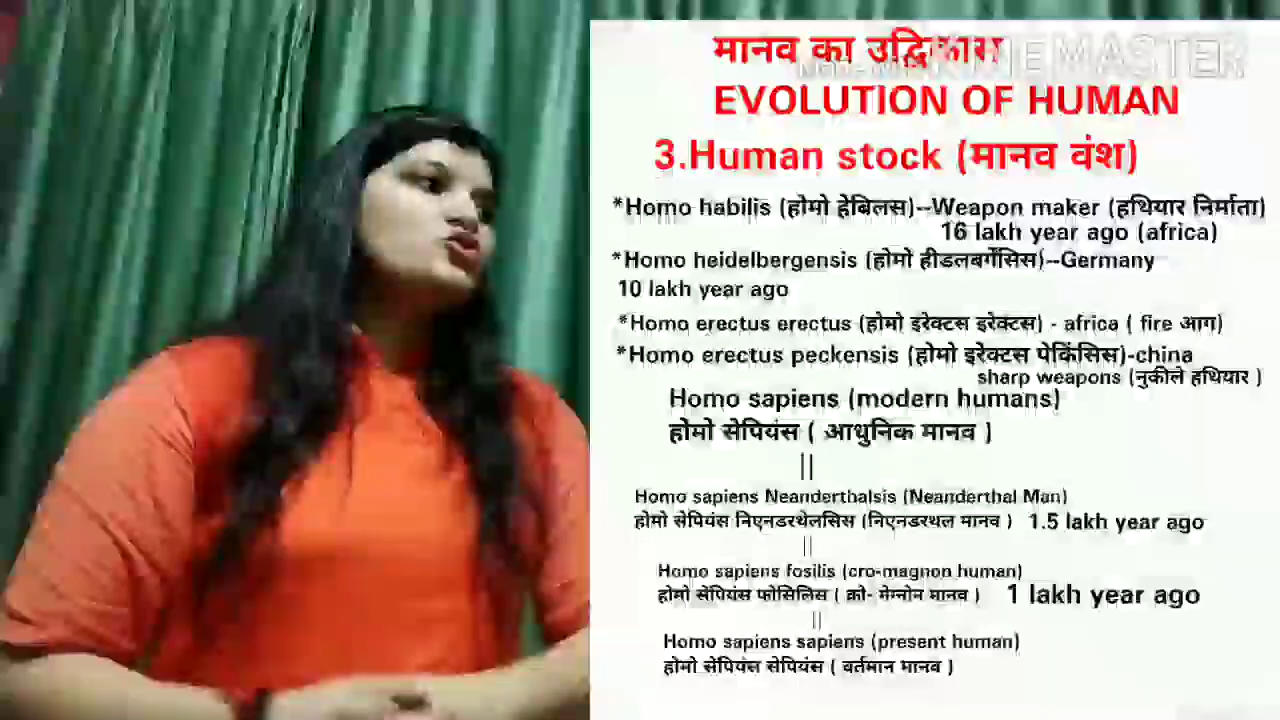 मानव का उद्विकास
KINEMASTER
EVOLUTION OF HUMAN
3.Human stock (मानव वंश)
*Homo habilis (होमो हेबिलस)--Weapon maker (हथियार निर्माता)
16 lakh year ago (africa)
*Homo heidelbergensis (होमो हीडलबर्गेंसिस)--Germany
10 lakh year ago
*Homo erectus erectus (होमो इरेक्टस इरेक्टस) - africa ( fire आग)
*Homo erectus peckensis (होमो इरेक्टस पेकिंसिस)-china
sharp weapons (नुकीले हथियार )
Homo sapiens (modern humans)
होमो सेपियंस ( आधुनिक मानव )
||
Homo sapiens Neanderthalsis (Neanderthal Man)
होमो सेपियंस निएनडरथेलसिस (निएनडरथल मानव ) 1.5 lakh year ago
||
Homo sapiens fosilis (cro-magnon human)
होमो सेपियंस फोसिलिस ( क्रो- मेग्नोन मानव ) 1 lakh year ago
||
Homo sapiens sapiens (present human)
होमो सेपियंस सेपियंस ( वर्तमान मानव )